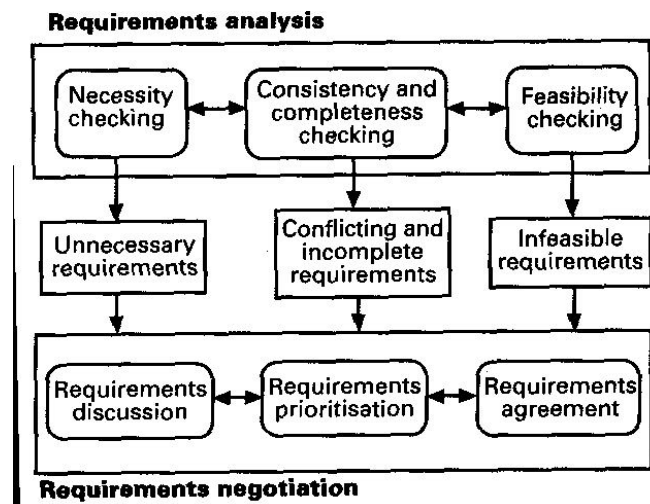 Requirements analysis
Necessity
checking
Consistency and
completeness
checking
Feasibility
checking
Unnecessary
requirements
Conflicting and
incomplete
requirements
Infeasible
requirements
Requirements
discussion
Requirements
prioritisation
Requirements
agreement
Requirements negotiation